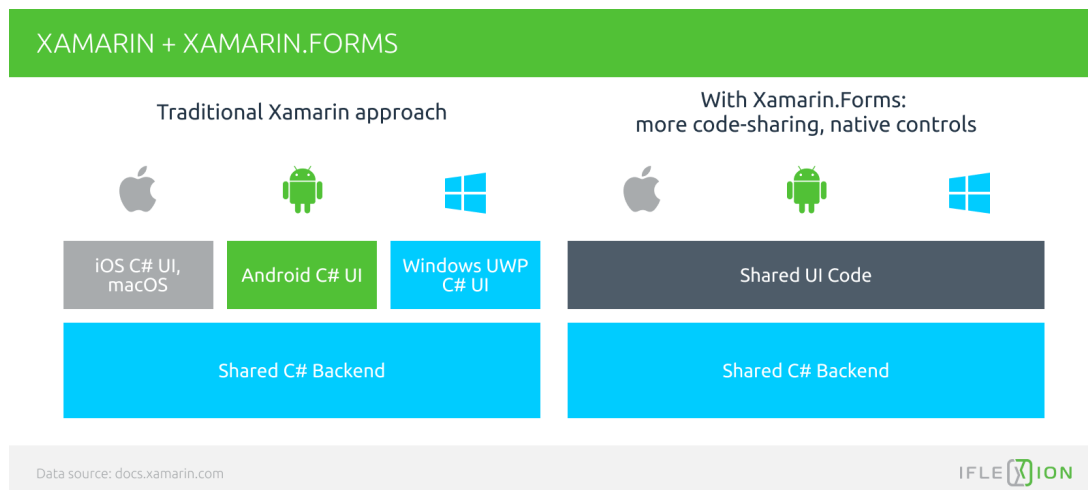 XAMARIN + XAMARIN.FORMS
Traditional Xamarin approach
With Xamarin.Forms:
more code-sharing, native controls
iOS C# UI,
macOS
Android C# UI
Windows UWP
C# UI
Shared UI Code
Shared C# Backend
Shared C# Backend
Data source: docs.xamarin.com
IFLEXION